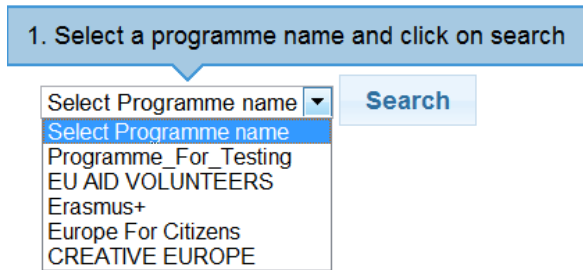 1. Select a programme name and click on search
Select Programme name Search
Select Programme name
Programme_For_Testing
EU AID VOLUNTEERS
Erasmus+
Europe For Citizens
CREATIVE EUROPE